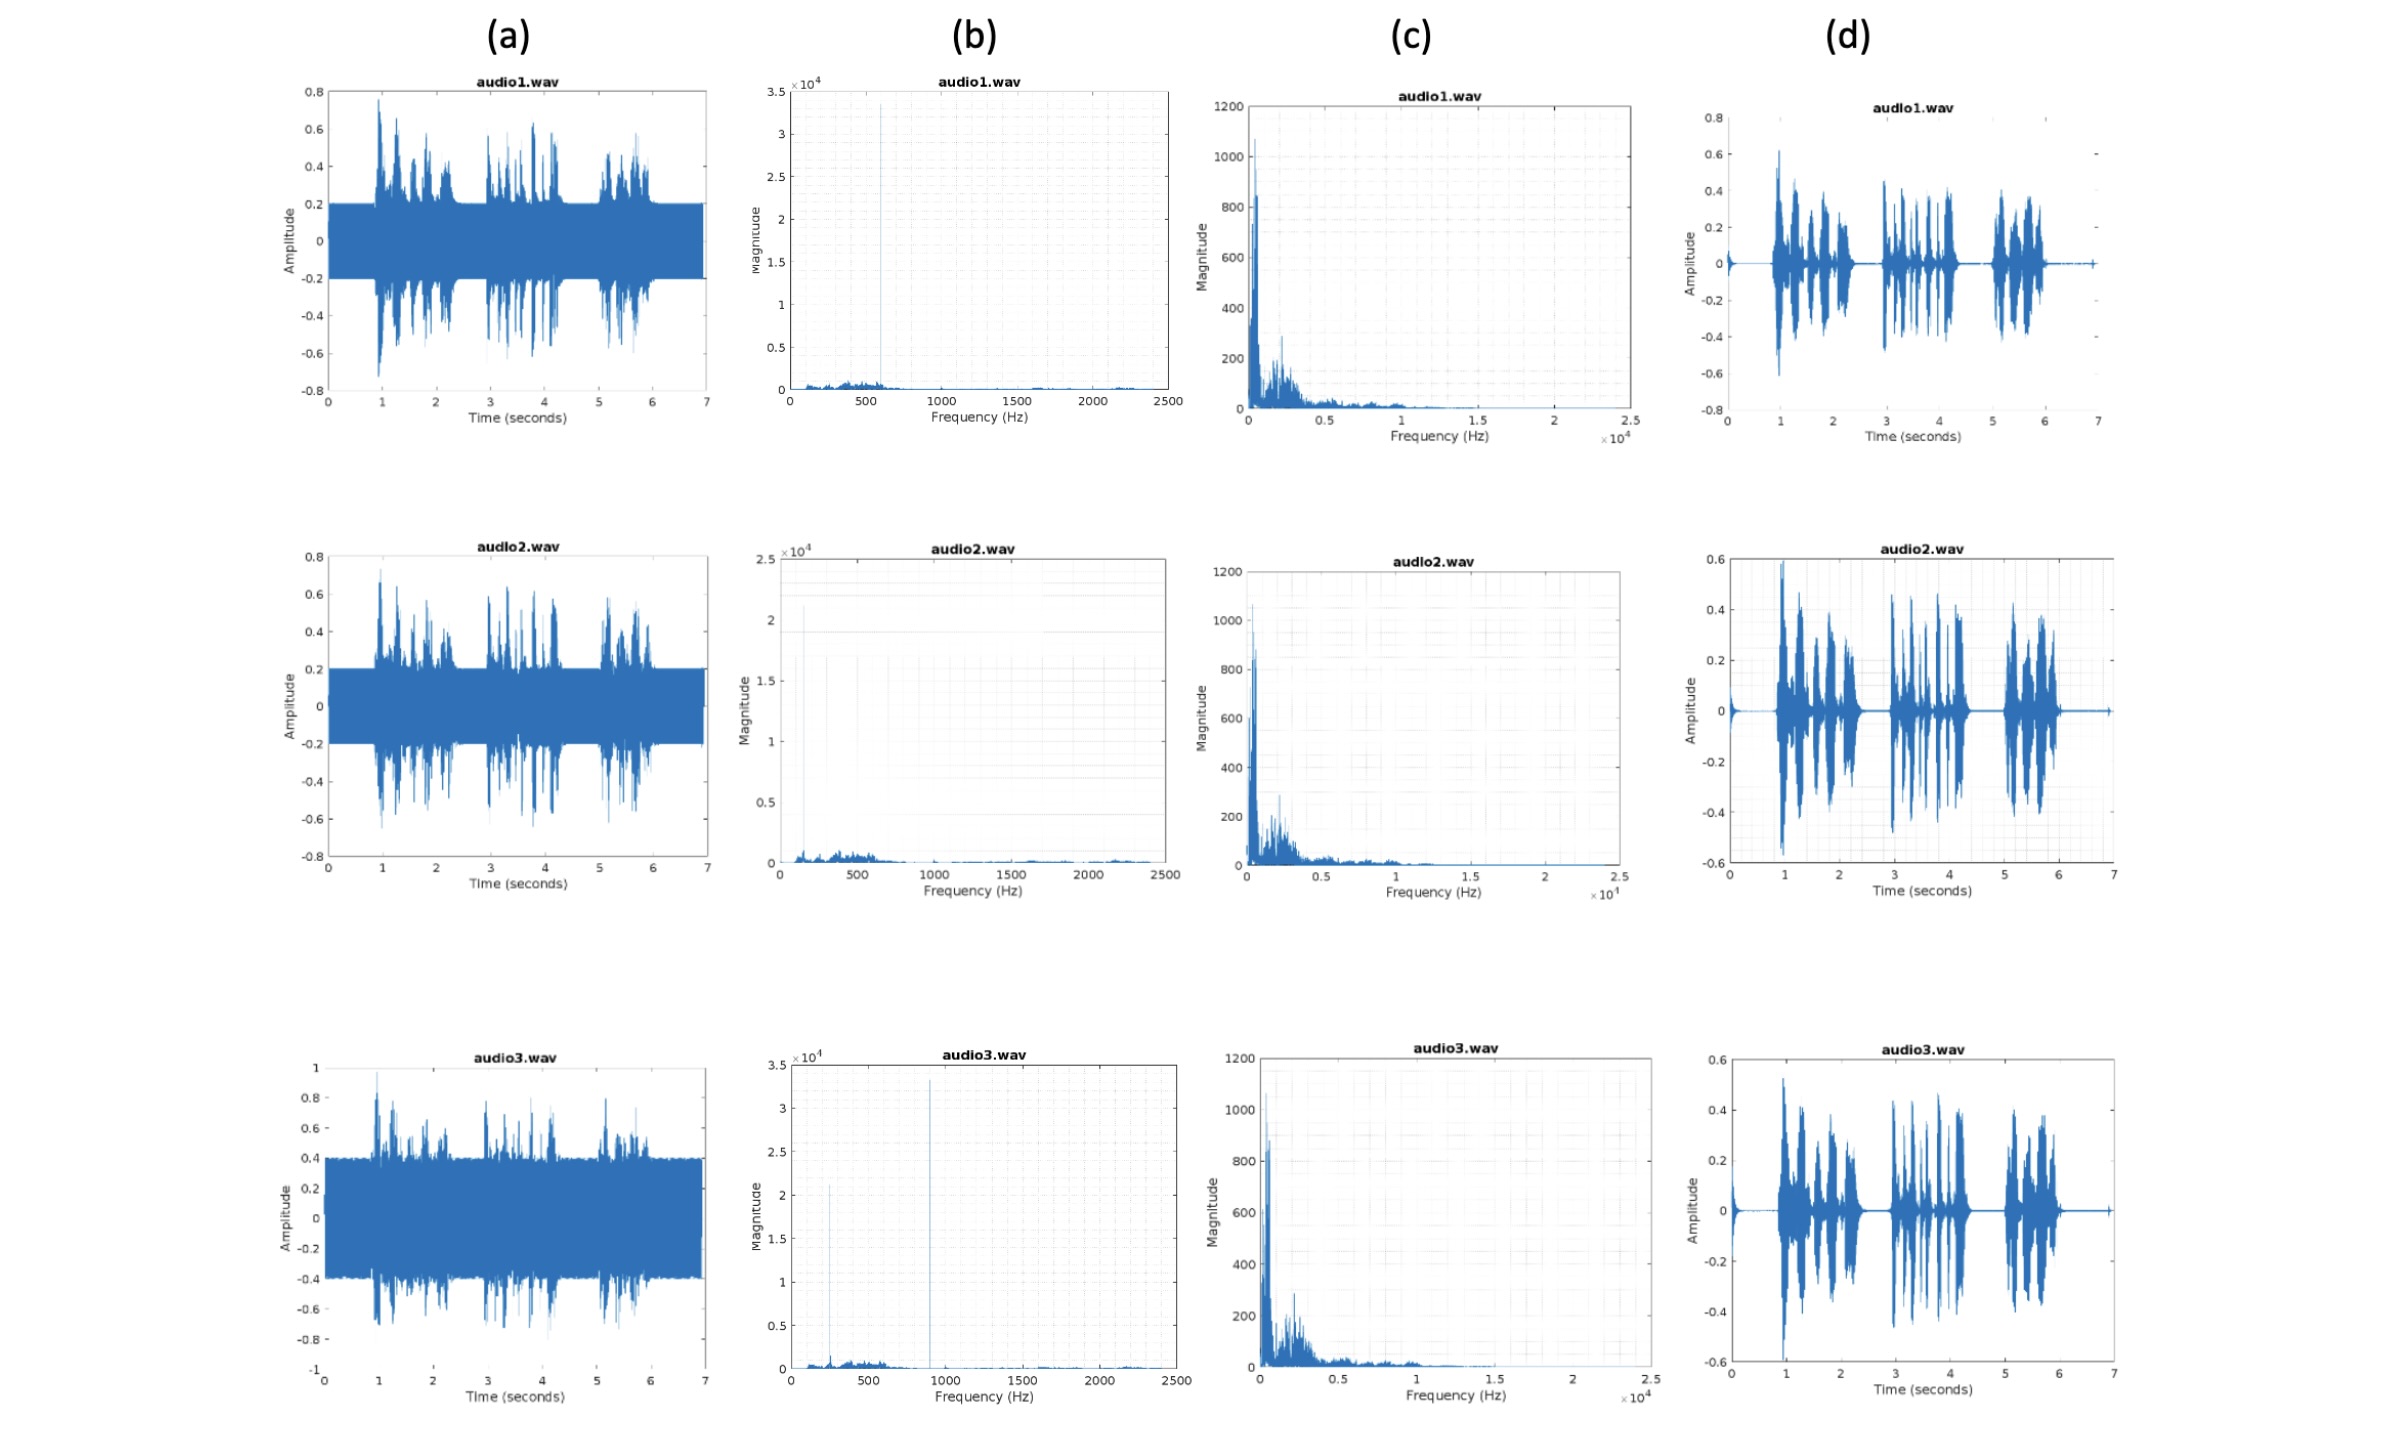 (a)
(b)
(c)
(d)
audio1.wav
0.8
0.6
0.4
0.2
0
-0.2
-0.4
-0.6
-0.8
Amplitude
0 1 2 3 4 5 6 7
Time (seconds)
audio1.wav
×10⁴
3.5
3
2.5
2
1.5
1
0.5
0
Magnitude
0 500 1000 1500 2000 2500
Frequency (Hz)
audio1.wav
1200
1000
800
600
400
200
0
Magnitude
0 0.5 1 1.5 2 2.5
Frequency (Hz)
×10⁴
audio1.wav
0.8
0.6
0.4
0.2
0
-0.2
-0.4
-0.6
-0.8
Amplitude
0 1 2 3 4 5 6 7
Time (seconds)
audio2.wav
0.8
0.6
0.4
0.2
0
-0.2
-0.4
-0.6
-0.8
Amplitude
0 1 2 3 4 5 6 7
Time (seconds)
audio2.wav
×10⁴
2.5
2
1.5
1
0.5
0
Magnitude
0 500 1000 1500 2000 2500
Frequency (Hz)
audio2.wav
1200
1000
800
600
400
200
0
Magnitude
0 0.5 1 1.5 2 2.5
Frequency (Hz)
×10⁴
audio2.wav
0.6
0.4
0.2
0
-0.2
-0.4
-0.6
Amplitude
0 1 2 3 4 5 6 7
Time (seconds)
audio3.wav
1
0.8
0.6
0.4
0.2
0
-0.2
-0.4
-0.6
-0.8
-1
Amplitude
0 1 2 3 4 5 6 7
Time (seconds)
audio3.wav
×10⁴
3.5
3
2.5
2
1.5
1
0.5
0
Magnitude
0 500 1000 1500 2000 2500
Frequency (Hz)
audio3.wav
1200
1000
800
600
400
200
0
Magnitude
0 0.5 1 1.5 2 2.5
Frequency (Hz)
×10⁴
audio3.wav
0.6
0.4
0.2
0
-0.2
-0.4
-0.6
Amplitude
0 1 2 3 4 5 6 7
Time (seconds)